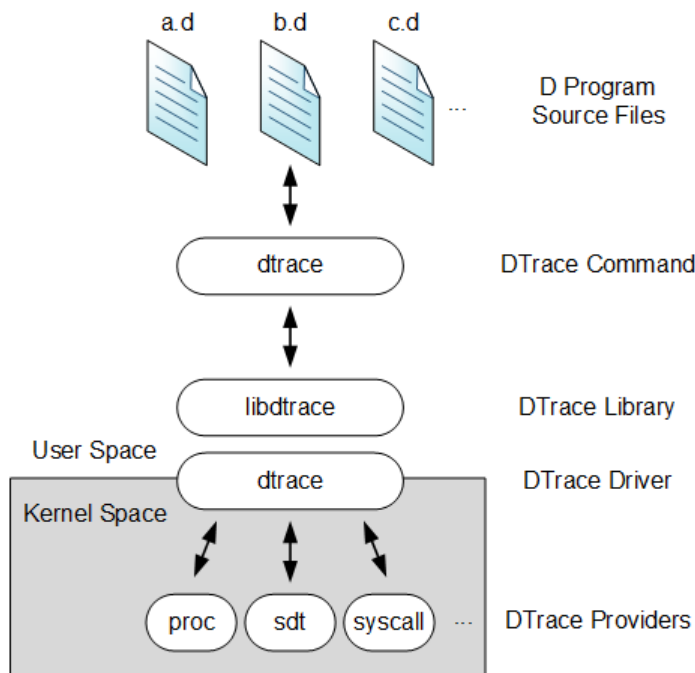 a.d
b.d
c.d
...
D Program
Source Files
dtrace
DTrace Command
libdtrace
DTrace Library
User Space
dtrace
DTrace Driver
Kernel Space
proc
sdt
syscall
...
DTrace Providers